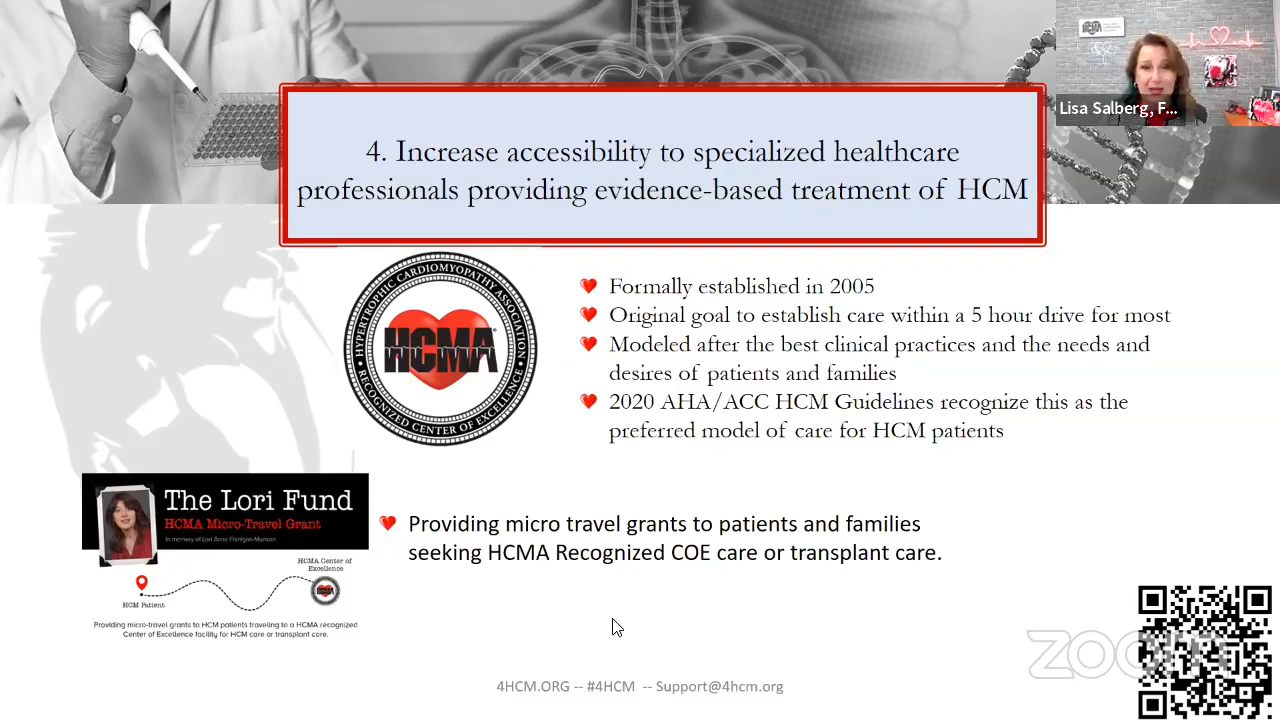 HCMA
Lisa Salberg, F...
4. Increase accessibility to specialized healthcare
professionals providing evidence-based treatment of HCM
HYPERTROPHIC CARDIOMYOPATHY ASSOCIATION
HCMA
RECOGNIZED CENTER OF EXCELLENCE
Formally established in 2005
Original goal to establish care within a 5 hour drive for most
Modeled after the best clinical practices and the needs and
desires of patients and families
2020 AHA/ACC HCM Guidelines recognize this as the
preferred model of care for HCM patients
The Lori Fund
HCMA Micro-Travel Grant
In memory of Lori Anne Flanigan-Munson
HCMA Center of
Excellence
HCM Patient
Providing micro-travel grants to HCM patients traveling to a HCMA recognized
Center of Excellence facility for HCM care or transplant care.
Providing micro travel grants to patients and families
seeking HCMA Recognized COE care or transplant care.
zoom
4HCM.ORG -- #4HCM -- Support@4hcm.org